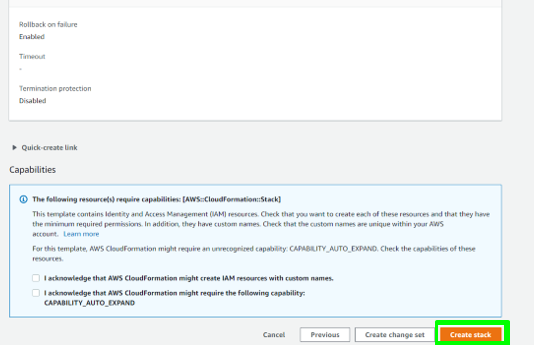 Rollback on failure
Enabled
Timeout
-
Termination protection
Disabled
Quick-create link
Capabilities
The following resource(s) require capabilities: [AWS::CloudFormation::Stack]
This template contains Identity and Access Management (IAM) resources. Check that you want to create each of these resources and that they have
the minimum required permissions. In addition, they have custom names. Check that the custom names are unique within your AWS
account. Learn more
For this template, AWS CloudFormation might require an unrecognized capability: CAPABILITY_AUTO_EXPAND. Check the capabilities of these
resources.
I acknowledge that AWS CloudFormation might create IAM resources with custom names.
I acknowledge that AWS CloudFormation might require the following capability:
CAPABILITY_AUTO_EXPAND
Cancel Previous Create change set Create stack